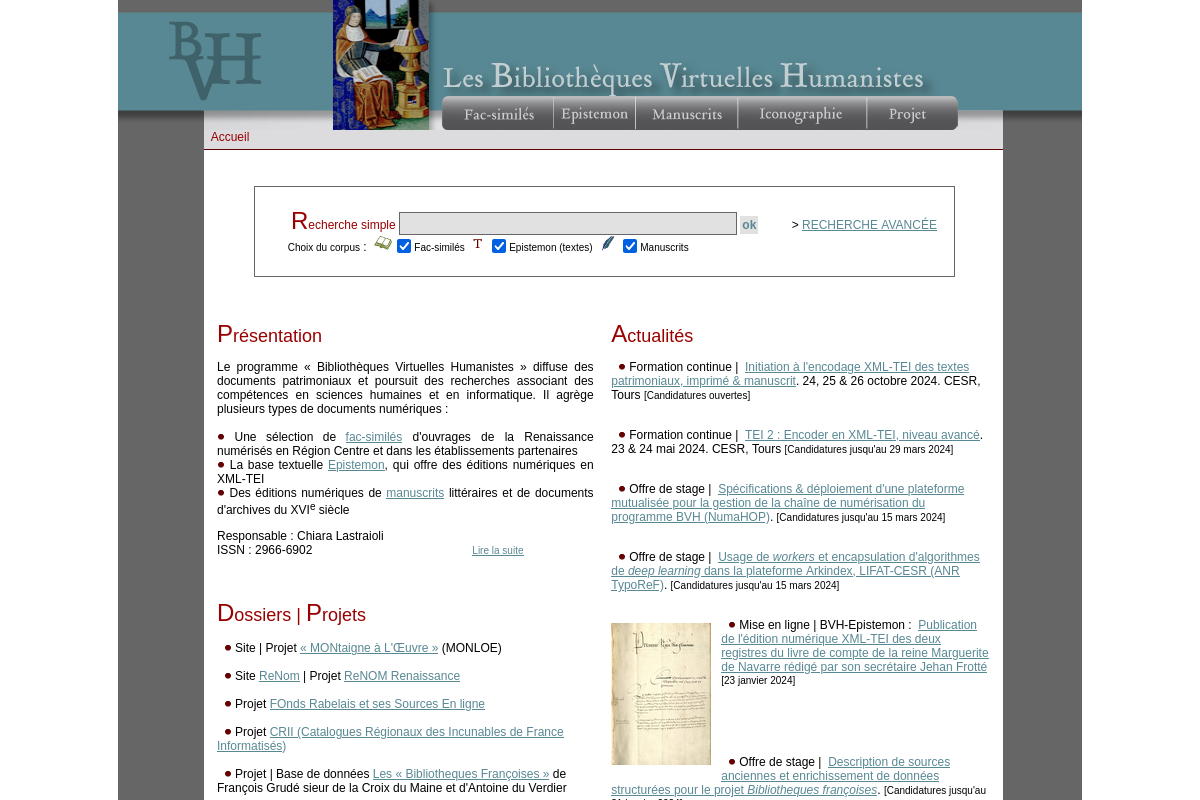 BVH
Les Bibliothèques Virtuelles Humanistes
Fac-similés Epistemon Manuscrits Iconographie Projet
Accueil
Recherche simple ok > RECHERCHE AVANCÉE
Choix du corpus : Fac-similés T Epistemon (textes) Manuscrits
Présentation
Le programme « Bibliothèques Virtuelles Humanistes » diffuse des
documents patrimoniaux et poursuit des recherches associant des
compétences en sciences humaines et en informatique. Il agrège
plusieurs types de documents numériques :
● Une sélection de fac-similés d'ouvrages de la Renaissance
numérisés en Région Centre et dans les établissements partenaires
● La base textuelle Epistemon, qui offre des éditions numériques en
XML-TEI
● Des éditions numériques de manuscrits littéraires et de documents
d'archives du XVIe siècle
Responsable : Chiara Lastraioli
ISSN : 2966-6902 Lire la suite
Dossiers | Projets
● Site | Projet « MONtaigne à L'Œuvre » (MONLOE)
● Site ReNom | Projet ReNOM Renaissance
● Projet FOnds Rabelais et ses Sources En ligne
● Projet CRII (Catalogues Régionaux des Incunables de France
Informatisés)
● Projet | Base de données Les « Bibliotheques Françoises » de
François Grudé sieur de la Croix du Maine et d'Antoine du Verdier
Actualités
● Formation continue | Initiation à l'encodage XML-TEI des textes
patrimoniaux, imprimé & manuscrit. 24, 25 & 26 octobre 2024. CESR,
Tours [Candidatures ouvertes]
● Formation continue | TEI 2 : Encoder en XML-TEI, niveau avancé.
23 & 24 mai 2024. CESR, Tours [Candidatures jusqu'au 29 mars 2024]
● Offre de stage | Spécifications & déploiement d'une plateforme
mutualisée pour la gestion de la chaîne de numérisation du
programme BVH (NumaHOP). [Candidatures jusqu'au 15 mars 2024]
● Offre de stage | Usage de workers et encapsulation d'algorithmes
de deep learning dans la plateforme Arkindex, LIFAT-CESR (ANR
TypoReF). [Candidatures jusqu'au 15 mars 2024]
● Mise en ligne | BVH-Epistemon : Publication
de l'édition numérique XML-TEI des deux
registres du livre de compte de la reine Marguerite
de Navarre rédigé par son secrétaire Jehan Frotté
[23 janvier 2024]
● Offre de stage | Description de sources
anciennes et enrichissement de données
structurées pour le projet Bibliotheques françoises. [Candidatures jusqu'au